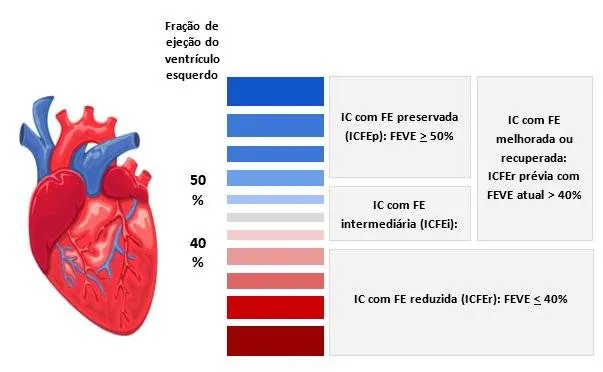 Fração de
ejeção do
ventrículo
esquerdo
50
%
40
%
IC com FE preservada
(ICFEp): FEVE ≥ 50%
IC com FE
intermediária (ICFEi):
IC com FE
melhorada ou
recuperada:
ICFEr prévia com
FEVE atual > 40%
IC com FE reduzida (ICFEr): FEVE ≤ 40%